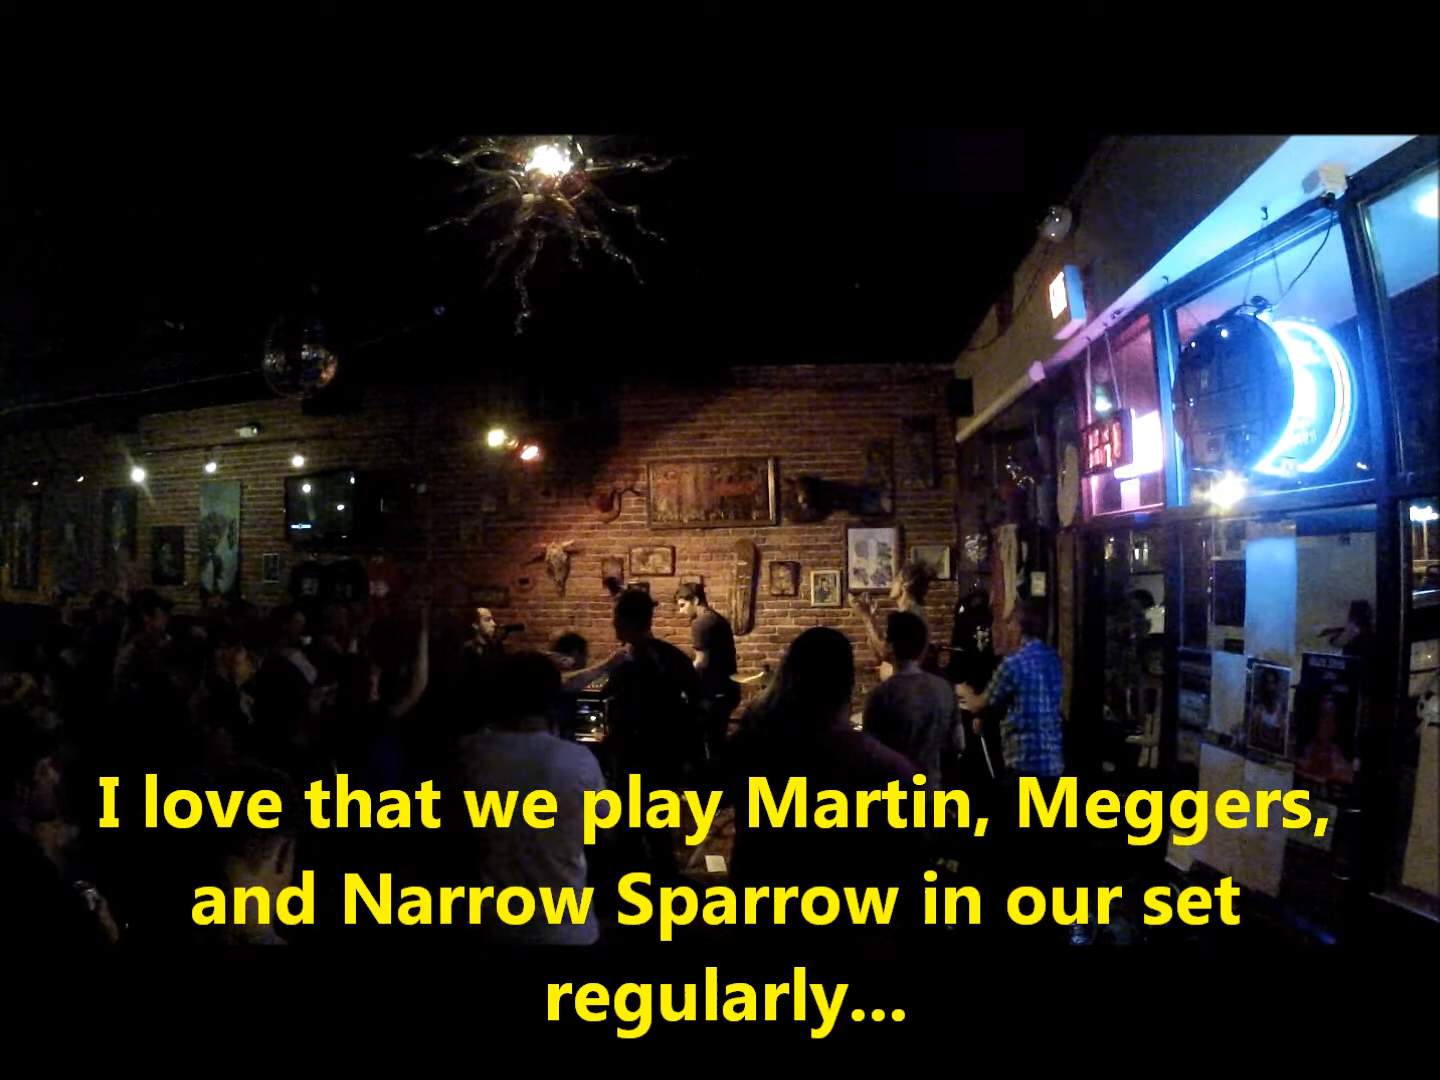 I love that we play Martin, Meggers,
and Narrow Sparrow in our set
regularly...